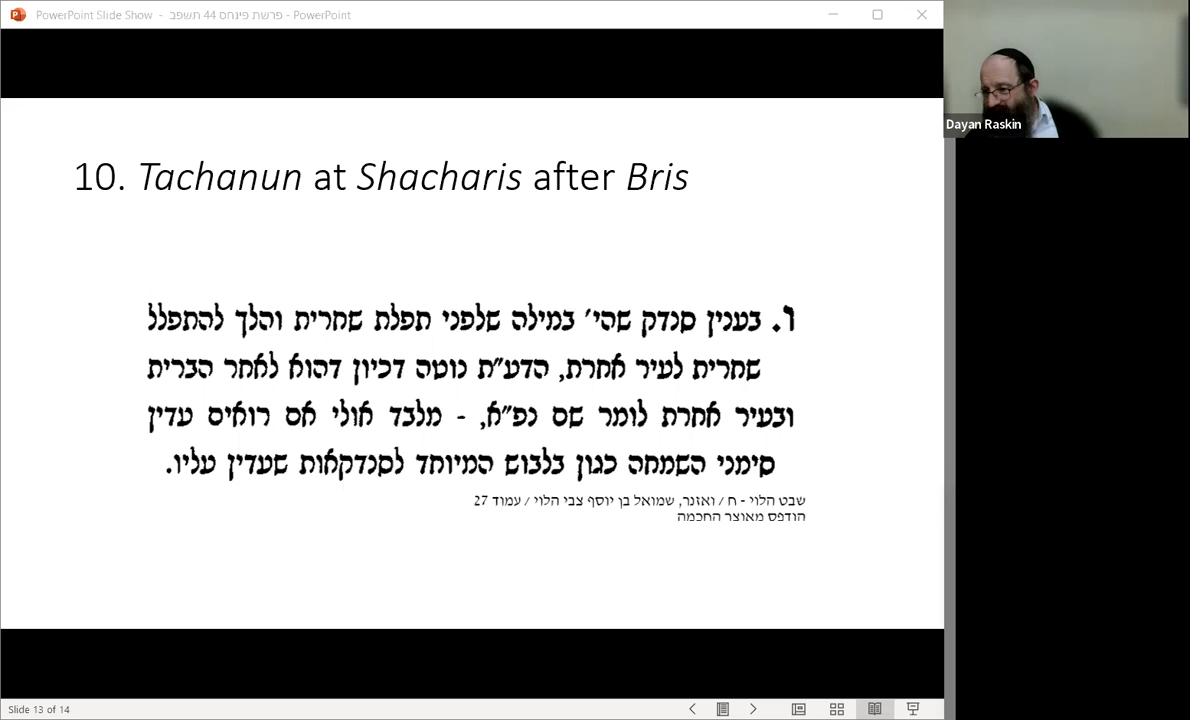 PowerPoint Slide Show - פרשת פינחס 44 תשפב - PowerPoint
Dayan Raskin
10. Tachanun at Shacharis after Bris
ו. בענין סנדק שהי׳ במילה שלפני תפלת שחרית והלך להתפלל
שחרית לעיר אחרת, הדע״ת נוטה דכיון דהוא לאחר הברית
ובעיר אחרת לומר שם נפ״א, - מלבד אולי אם רואים עדין
סימני השמחה כגון בלבוש המיוחד לסנדקאות שעדין עליו.
שבט הלוי - ח / ואזנר, שמואל בן יוסף צבי הלוי / עמוד 27
הודפס מאוצר החכמה
Slide 13 of 14